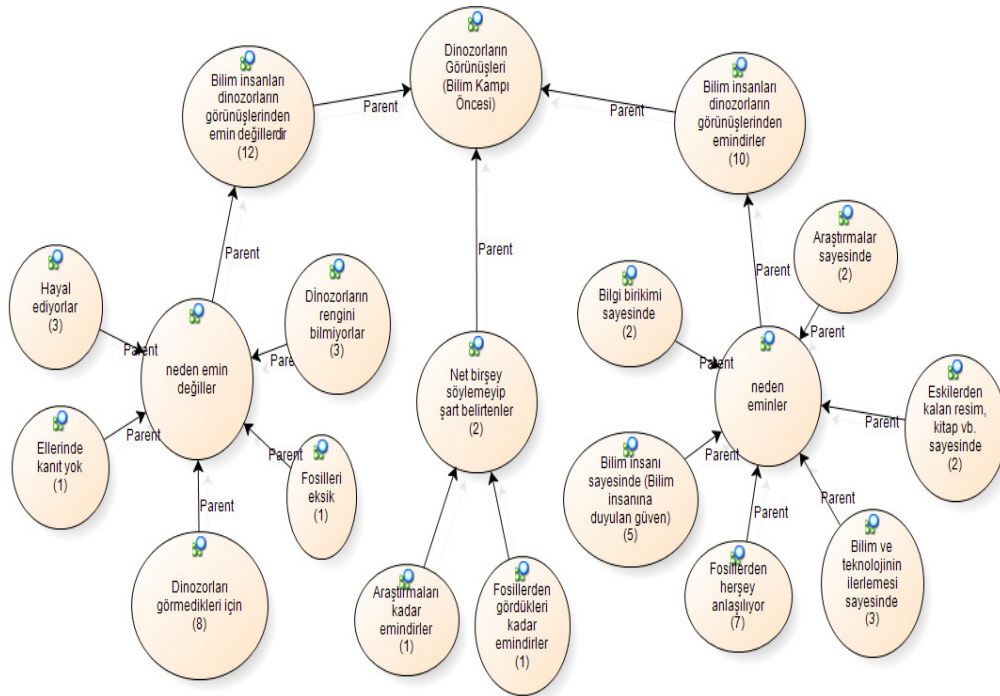 Dinozorların
Görünüşleri
(Bilim Kampı
Öncesi)
Bilim insanları
dinozorların
görünüşlerinden
emin değillerdir
(12)
Bilim insanları
dinozorların
görünüşlerinden
emindirler
(10)
Parent
Parent
Parent
Parent
Parent
Araştırmalar
sayesinde
(2)
Hayal
ediyorlar
(3)
Dinozorların
rengini
bilmiyorlar
(3)
Bilgi birikimi
sayesinde
(2)
Parent
Parent
Parent
Parent
neden emin
değiller
Net birşey
söylemeyip
şart belirtenler
(2)
neden
eminler
Eskilerden
kalan resim,
kitap vb.
sayesinde
(2)
Parent
Ellerinde
kanıt yok
(1)
Parent
Parent
Fosilleri
eksik
(1)
Bilim insanı
sayesinde (Bilim
insanına
duyulan güven)
(5)
Parent
Parent
Parent
Parent
Parent
Parent
Dinozorları
görmedikleri için
(8)
Araştırmaları
kadar
emindirler
(1)
Fosillerden
gördükleri
kadar
emindirler
(1)
Fosillerden
herşey
anlaşılıyor
(7)
Bilim ve
teknolojinin
ilerlemesi
sayesinde
(3)